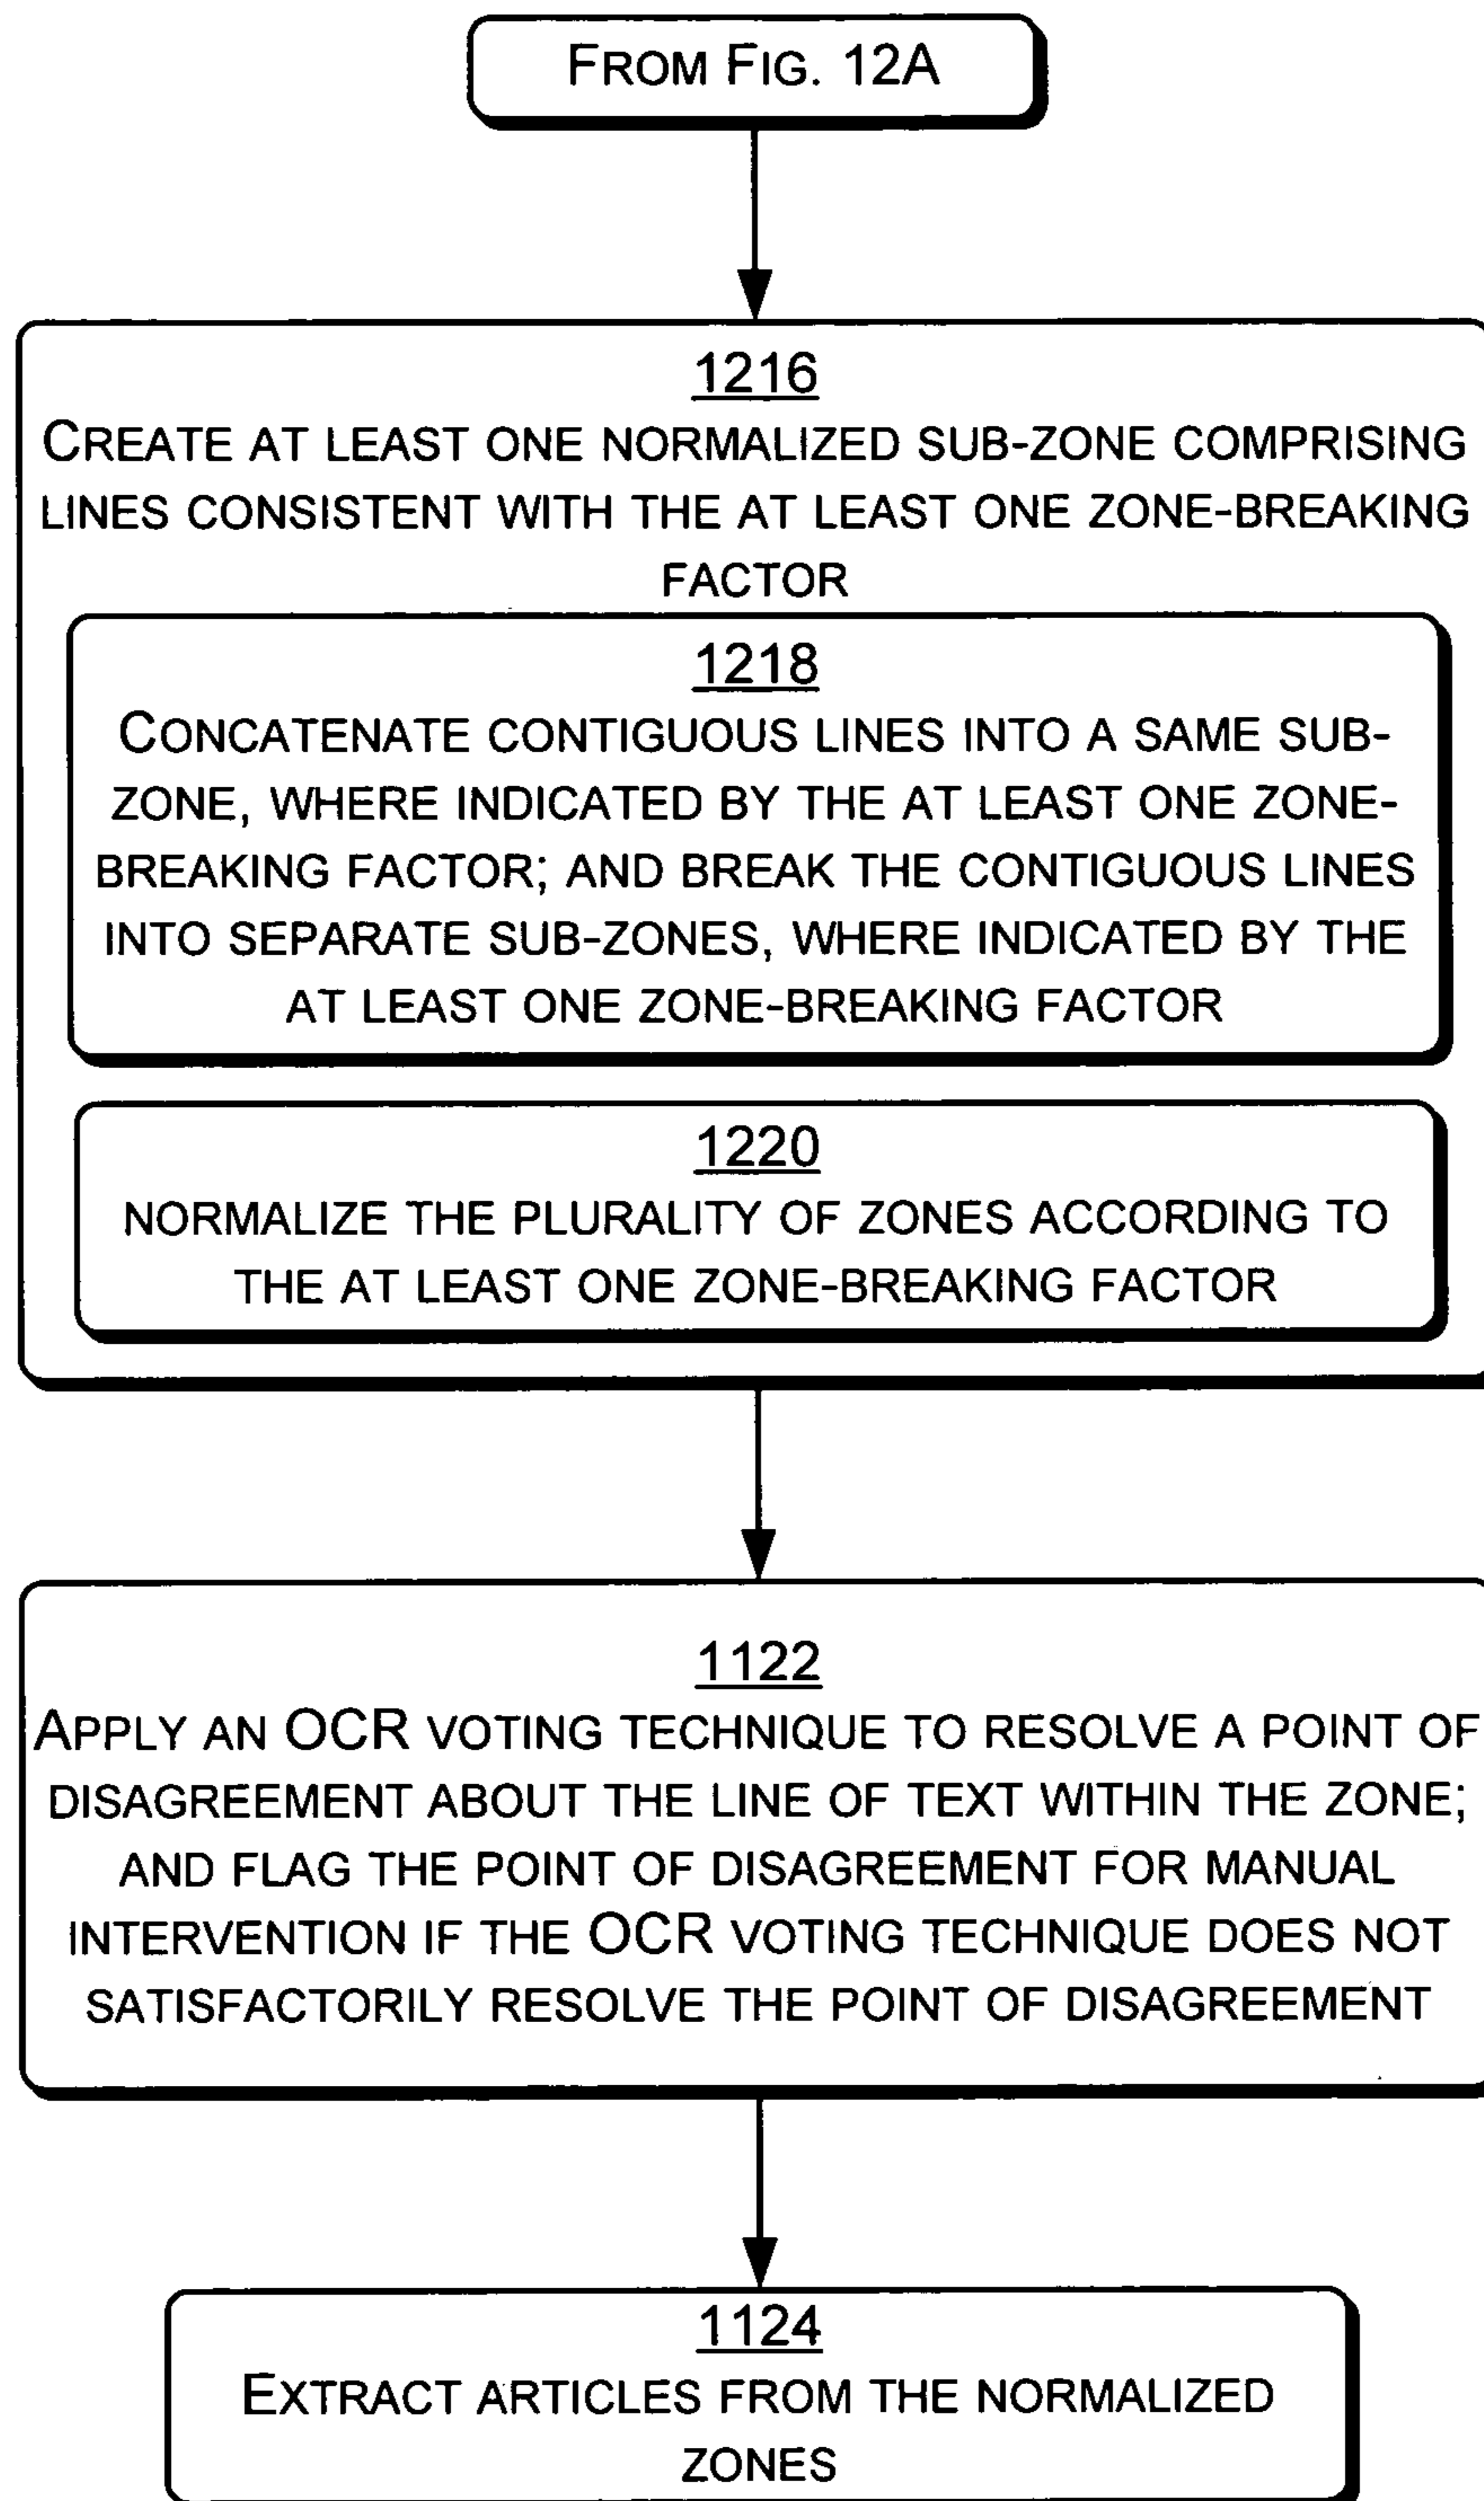 FROM FIG. 12A
1216
CREATE AT LEAST ONE NORMALIZED SUB-ZONE COMPRISING
LINES CONSISTENT WITH THE AT LEAST ONE ZONE-BREAKING
FACTOR
1218
CONCATENATE CONTIGUOUS LINES INTO A SAME SUB-
ZONE, WHERE INDICATED BY THE AT LEAST ONE ZONE-
BREAKING FACTOR; AND BREAK THE CONTIGUOUS LINES
INTO SEPARATE SUB-ZONES, WHERE INDICATED BY THE
AT LEAST ONE ZONE-BREAKING FACTOR
1220
NORMALIZE THE PLURALITY OF ZONES ACCORDING TO
THE AT LEAST ONE ZONE-BREAKING FACTOR
1122
APPLY AN OCR VOTING TECHNIQUE TO RESOLVE A POINT OF
DISAGREEMENT ABOUT THE LINE OF TEXT WITHIN THE ZONE;
AND FLAG THE POINT OF DISAGREEMENT FOR MANUAL
INTERVENTION IF THE OCR VOTING TECHNIQUE DOES NOT
SATISFACTORILY RESOLVE THE POINT OF DISAGREEMENT
1124
EXTRACT ARTICLES FROM THE NORMALIZED
ZONES